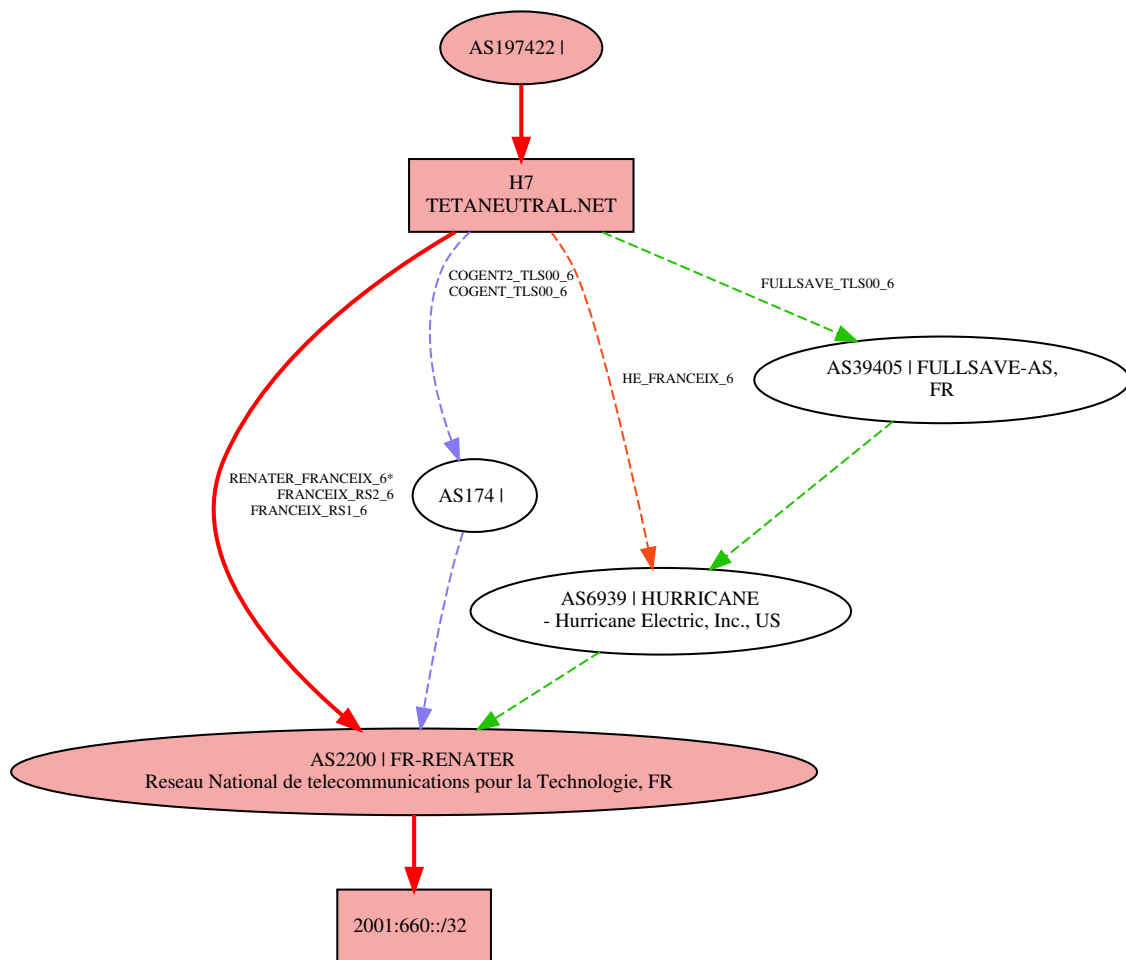 AS197422 |
H7
TETANEUTRAL.NET
COGENT2_TLS00_6
COGENT_TLS00_6
FULLSAVE_TLS00_6
HE_FRANCEIX_6
AS39405 | FULLSAVE-AS,
FR
RENATER_FRANCEIX_6*
FRANCEIX_RS2_6
FRANCEIX_RS1_6
AS174 |
AS6939 | HURRICANE
- Hurricane Electric, Inc., US
AS2200 | FR-RENATER
Reseau National de telecommunications pour la Technologie, FR
2001:660::/32